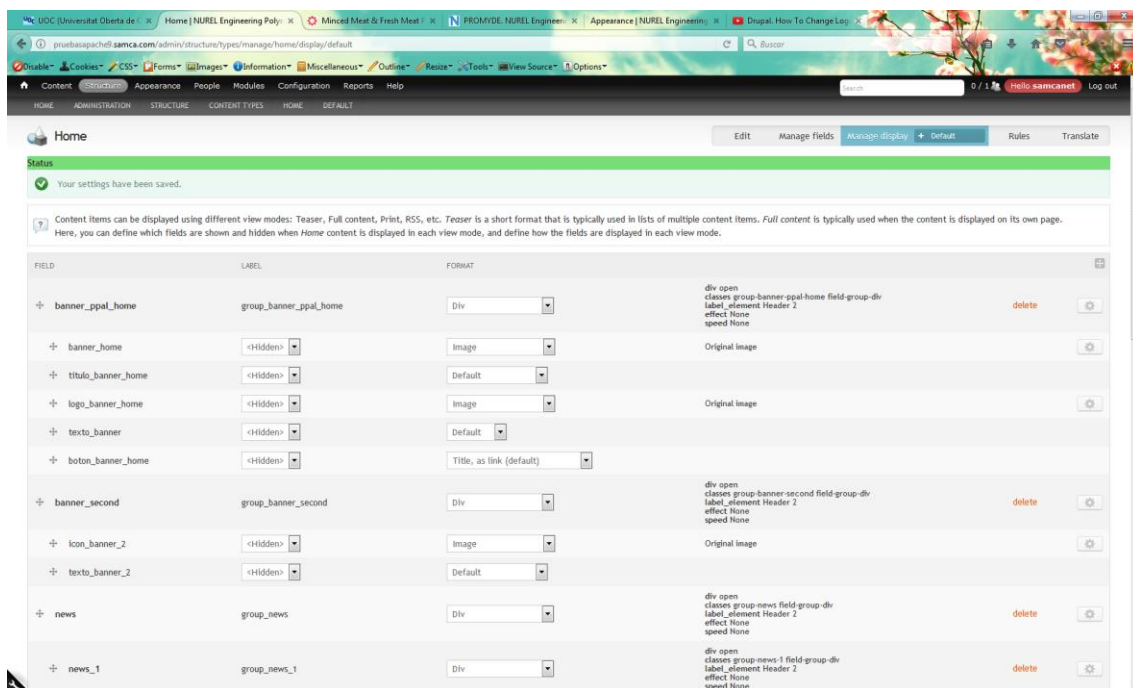 UOC (Universitat Oberta de C
Home | NUREL Engineering Poly
Minced Meat & Fresh Meat F
PROMYDE. NUREL Engineer
Appearance | NUREL Engineering
Drupal. How To Change Log
pruebasapache9.samca.com/admin/structure/types/manage/home/display/default
Buscar
Disable Cookies CSS Forms Images Information Miscellaneous Outline Resize Tools View Source Options
Content Structure Appearance People Modules Configuration Reports Help
Search
0 / 1
Hello samcanet
Log out
HOME ADMINISTRATION STRUCTURE CONTENT TYPES HOME DEFAULT
Home
Edit Manage fields Manage display + Default Rules Translate
Status
Your settings have been saved.
Content items can be displayed using different view modes: Teaser, Full content, Print, RSS, etc. Teaser is a short format that is typically used in lists of multiple content items. Full content is typically used when the content is displayed on its own page.
Here, you can define which fields are shown and hidden when Home content is displayed in each view mode, and define how the fields are displayed in each view mode.
FIELD LABEL FORMAT
banner_ppal_home group_banner_ppal_home Div
div open
classes group-banner-ppal-home field-group-div
label_element Header 2
effect None
speed None
delete
banner_home <Hidden> Image Original image
titulo_banner_home <Hidden> Default
logo_banner_home <Hidden> Image Original image
texto_banner <Hidden> Default
boton_banner_home <Hidden> Title, as link (default)
banner_second group_banner_second Div
div open
classes group-banner-second field-group-div
label_element Header 2
effect None
speed None
delete
icon_banner_2 <Hidden> Image Original image
texto_banner_2 <Hidden> Default
news group_news Div
div open
classes group-news field-group-div
label_element Header 2
effect None
speed None
delete
news_1 group_news_1 Div
div open
classes group-news-1 field-group-div
label_element Header 2
effect None
speed None
delete